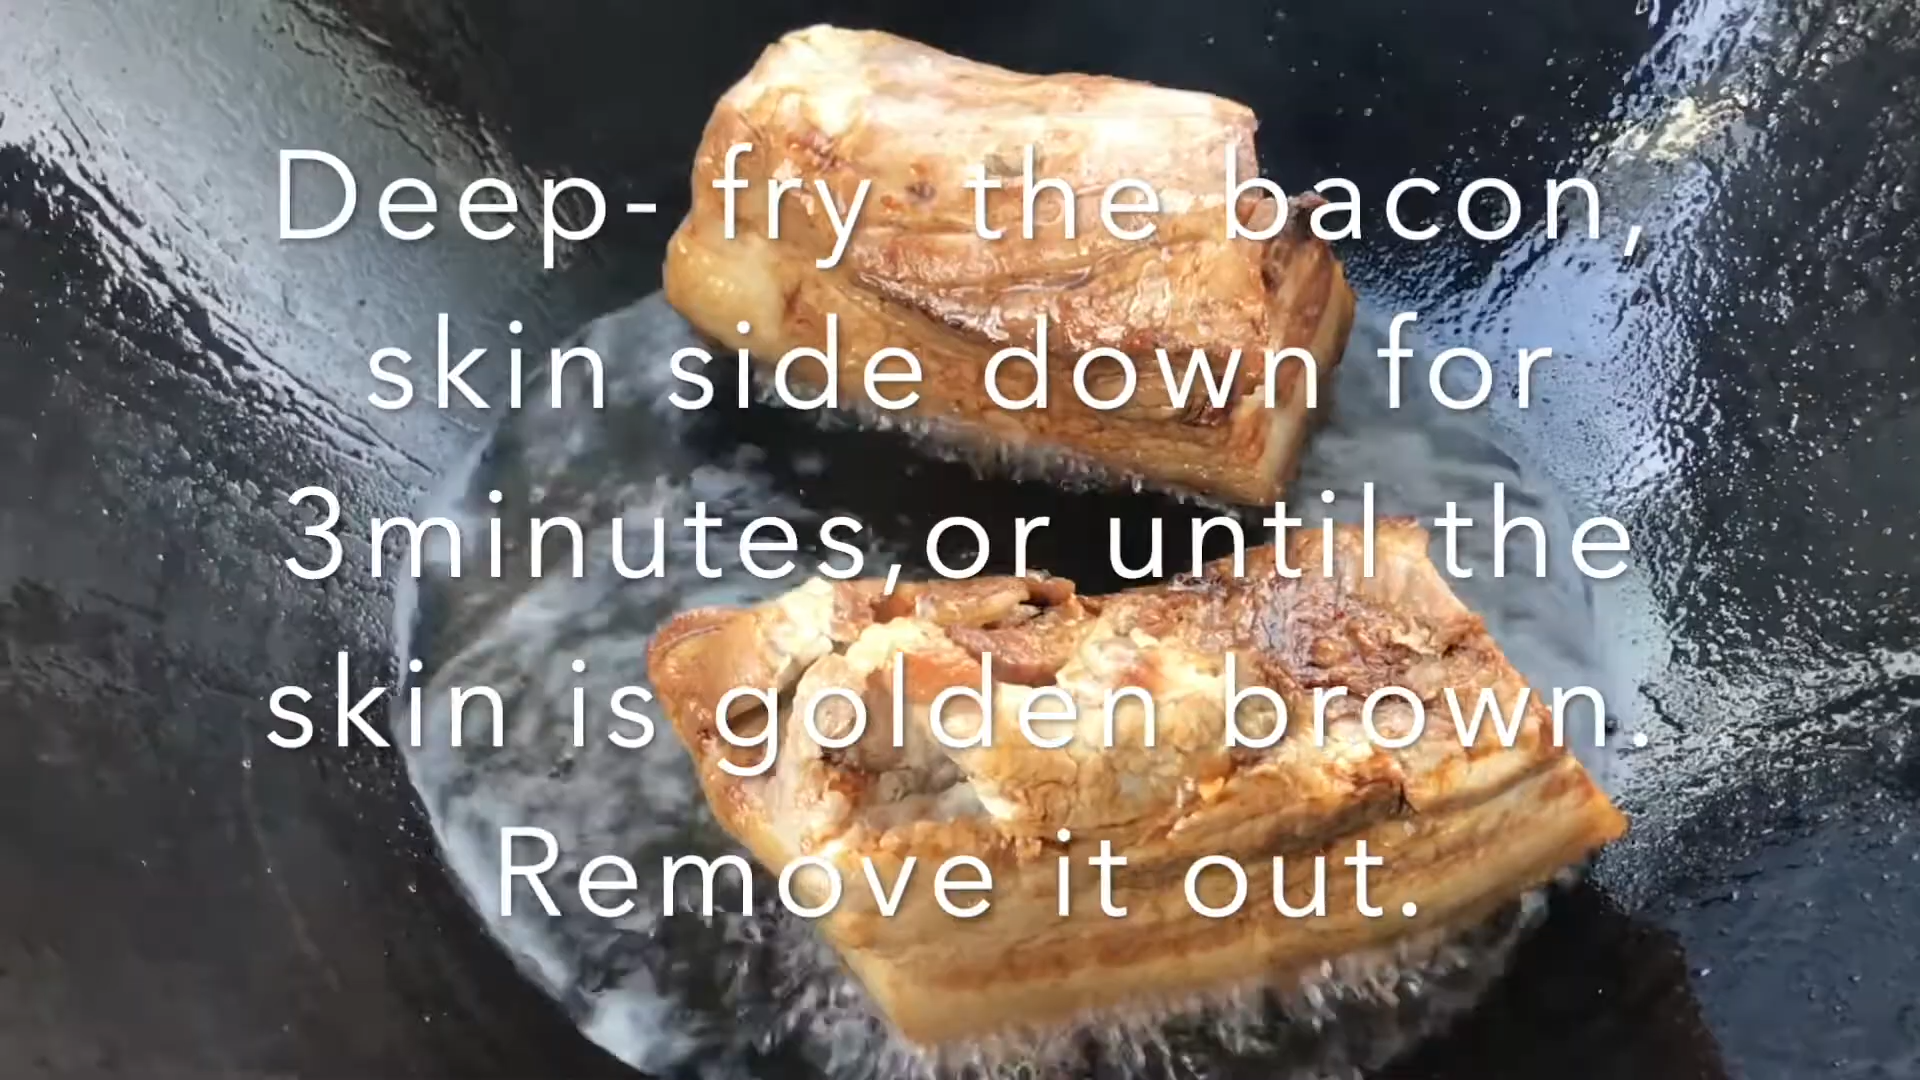 Deep- fry  the bacon,
skin side down for
3minutes,or until the
skin is golden brown.
Remove it out.